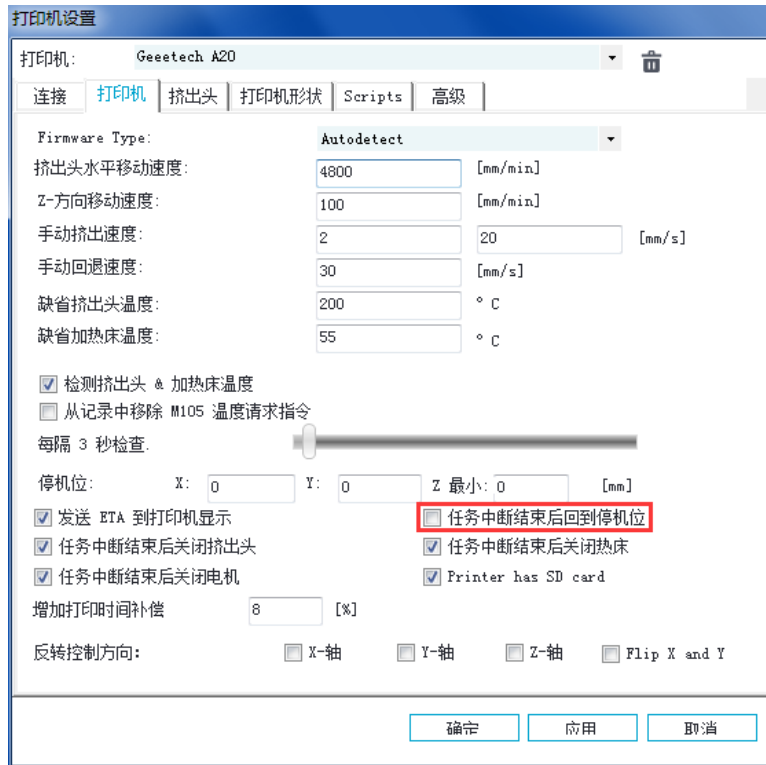 打印机设置
打印机: Geeetech A20
连接 打印机 挤出头 打印机形状 Scripts 高级
Firmware Type: Autodetect
挤出头水平移动速度: 4800 [mm/min]
Z-方向移动速度: 100 [mm/min]
手动挤出速度: 2 20 [mm/s]
手动回退速度: 30 [mm/s]
缺省挤出头温度: 200 ° C
缺省加热床温度: 55 ° C
检测挤出头 & 加热床温度
从记录中移除 M105 温度请求指令
每隔 3 秒检查.
停机位: X: 0 Y: 0 Z 最小: 0 [mm]
发送 ETA 到打印机显示 任务中断结束后回到停机位
任务中断结束后关闭挤出头 任务中断结束后关闭热床
任务中断结束后关闭电机 Printer has SD card
增加打印时间补偿 8 [%]
反转控制方向: X-轴 Y-轴 Z-轴 Flip X and Y
确定 应用 取消